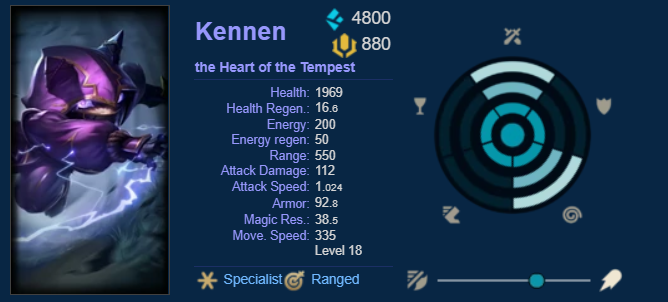 Kennen
4800
880
the Heart of the Tempest
Health: 1969
Health Regen.: 16.6
Energy: 200
Energy regen: 50
Range: 550
Attack Damage: 112
Attack Speed: 1.024
Armor: 92.8
Magic Res.: 38.5
Move. Speed: 335
Level 18
Specialist Ranged